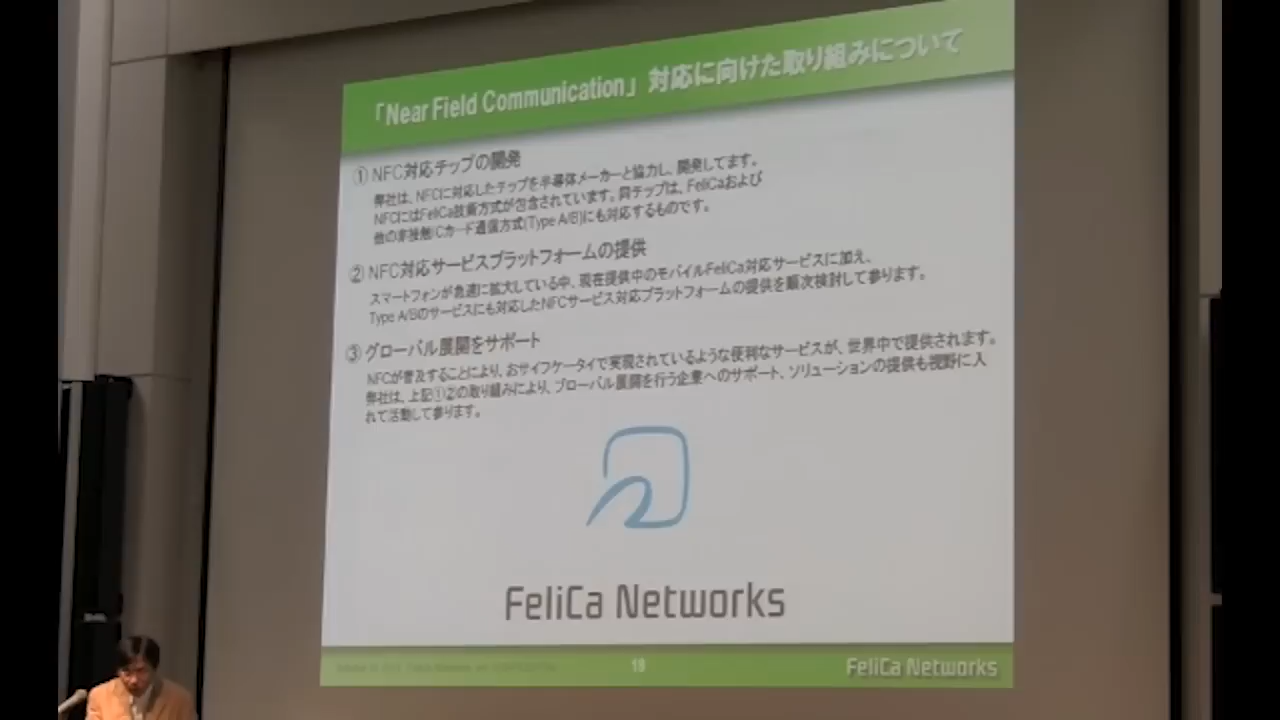 「Near Field Communication」 対応に向けた取り組みについて
① NFC対応チップの開発
弊社は、NFCに対応したチップを半導体メーカーと協力し、開発してます。
NFCにはFeliCa技術方式が包含されています。同チップは、FeliCaおよび
他の非接触ICカード通信方式(Type A/B)にも対応するものです。
② NFC対応サービスプラットフォームの提供
スマートフォンが急速に拡大している中、現在提供中のモバイルFeliCa対応サービスに加え、
Type A/Bのサービスにも対応したNFCサービス対応プラットフォームの提供を順次検討して参ります。
③ グローバル展開をサポート
NFCが普及することにより、おサイフケータイで実現されているような便利なサービスが、世界中で提供されます。
弊社は、上記①②の取り組みにより、グローバル展開を行う企業へのサポート、ソリューションの提供も視野に入
れて活動して参ります。
FeliCa Networks
18
FeliCa Networks